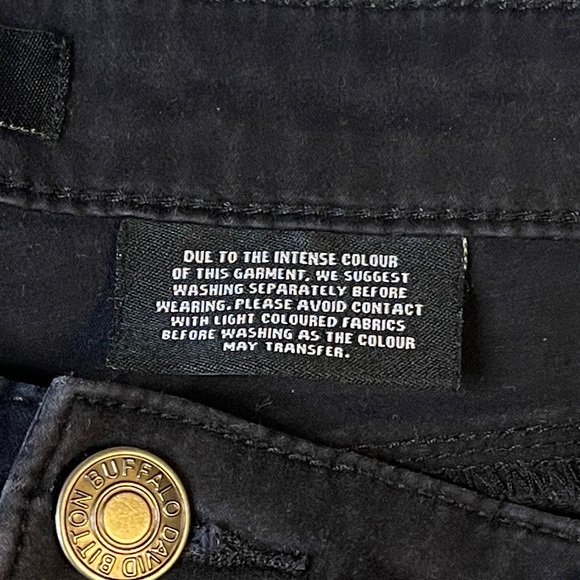 DUE TO THE INTENSE COLOUR
OF THIS GARMENT, WE SUGGEST
WASHING SEPARATELY BEFORE
WEARING. PLEASE AVOID CONTACT
WITH LIGHT COLOURED FABRICS
BEFORE WASHING AS THE COLOUR
MAY TRANSFER.
BUFFALO DAVID BITTON